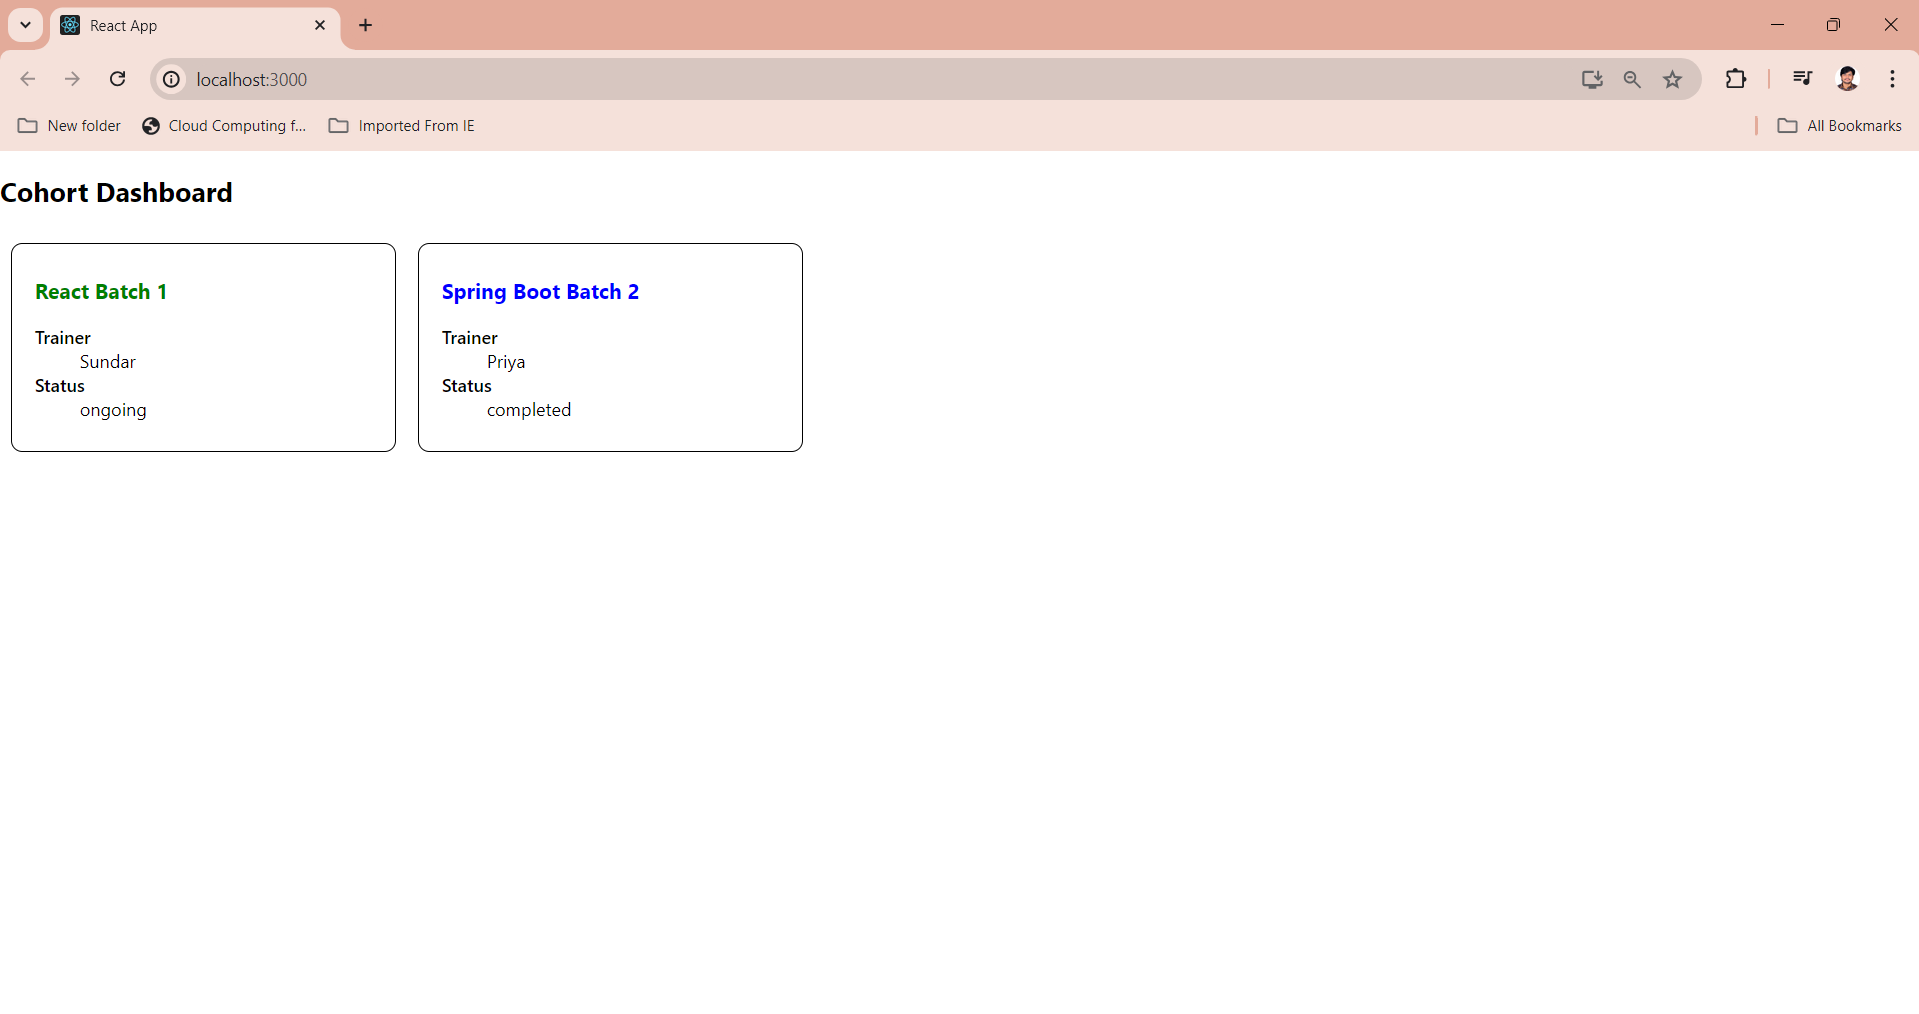 React App
localhost:3000
New folder
Cloud Computing f...
Imported From IE
All Bookmarks
Cohort Dashboard
React Batch 1
Trainer
Sundar
Status
ongoing
Spring Boot Batch 2
Trainer
Priya
Status
completed